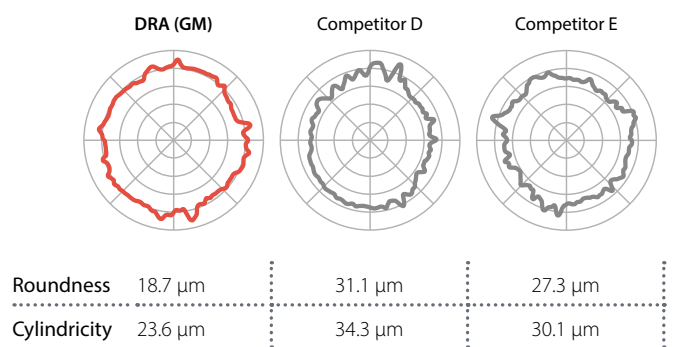 DRA (GM) Competitor D Competitor E
Roundness 18.7 µm 31.1 µm 27.3 µm
Cylindricity 23.6 µm 34.3 µm 30.1 µm